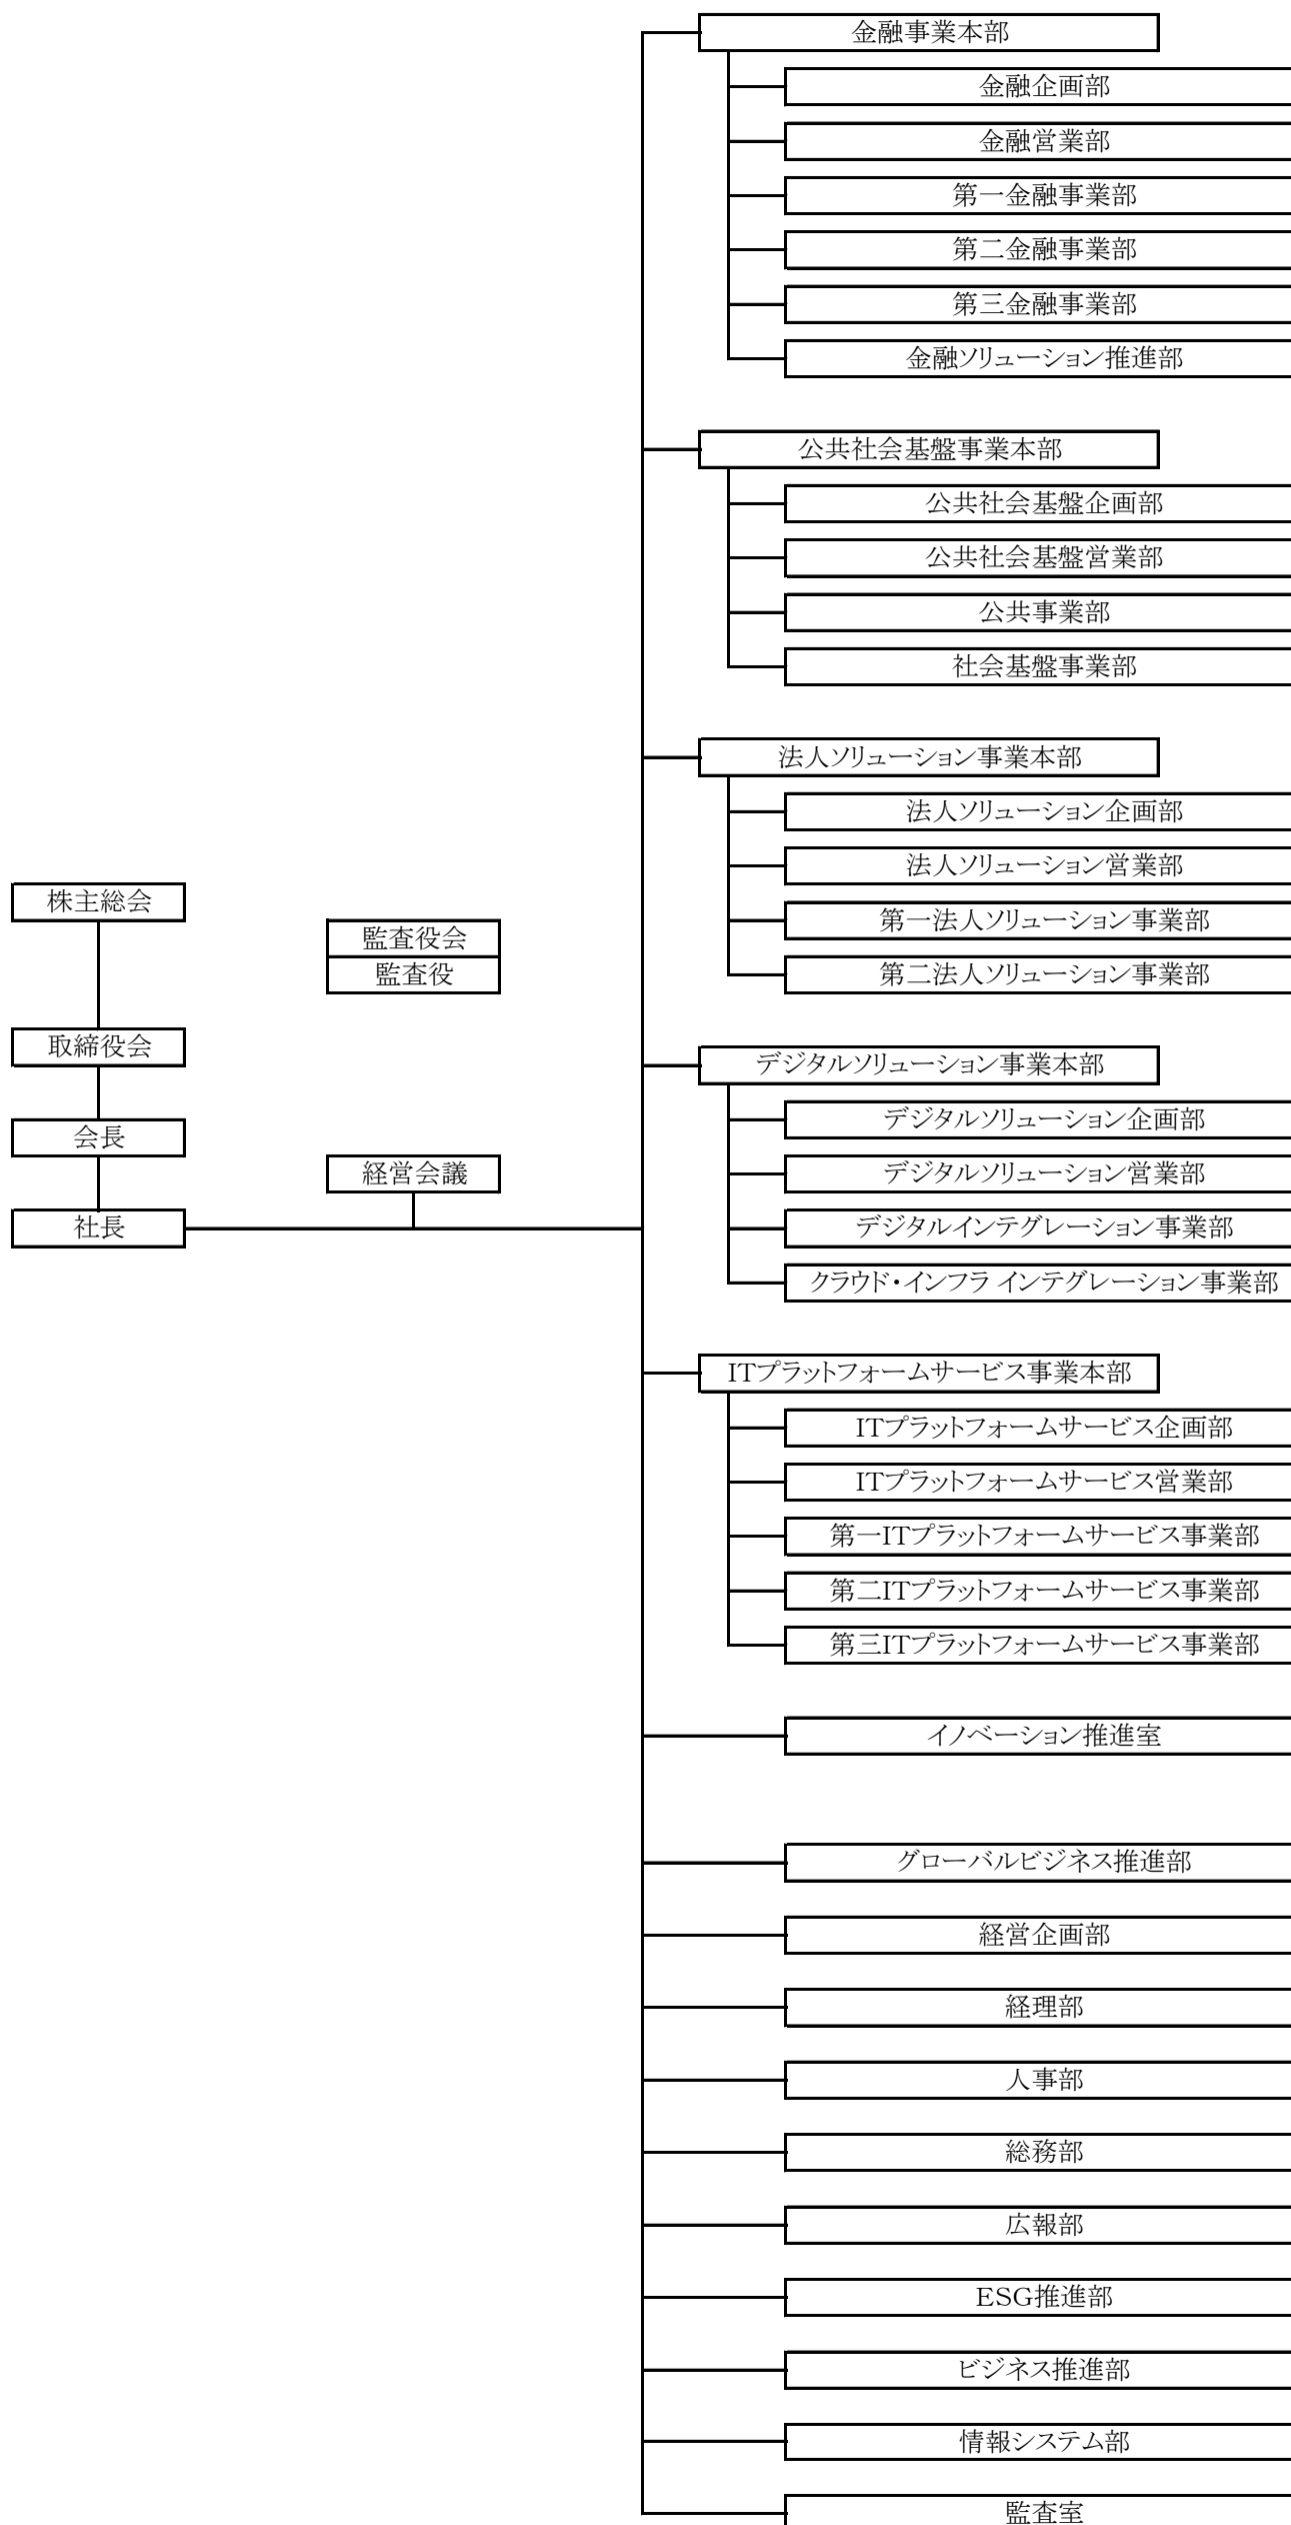 金融事業本部
金融企画部
金融営業部
第一金融事業部
第二金融事業部
第三金融事業部
金融ソリューション推進部
公共社会基盤事業本部
公共社会基盤企画部
公共社会基盤営業部
公共事業部
社会基盤事業部
法人ソリューション事業本部
法人ソリューション企画部
法人ソリューション営業部
第一法人ソリューション事業部
第二法人ソリューション事業部
株主総会
監査役会
監査役
取締役会
会長
経営会議
社長
デジタルソリューション事業本部
デジタルソリューション企画部
デジタルソリューション営業部
デジタルインテグレーション事業部
クラウド・インフラ インテグレーション事業部
ITプラットフォームサービス事業本部
ITプラットフォームサービス企画部
ITプラットフォームサービス営業部
第一ITプラットフォームサービス事業部
第二ITプラットフォームサービス事業部
第三ITプラットフォームサービス事業部
イノベーション推進室
グローバルビジネス推進部
経営企画部
経理部
人事部
総務部
広報部
ESG推進部
ビジネス推進部
情報システム部
監査室